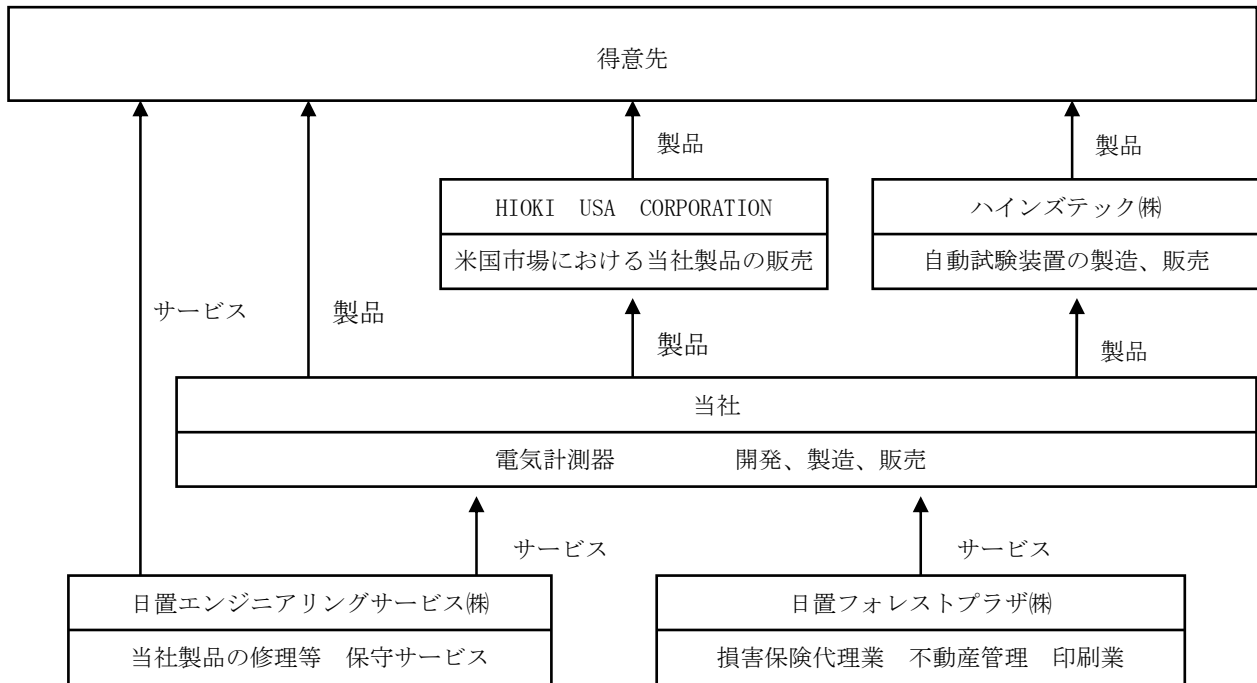 得意先
製品
製品
HIOKI USA CORPORATION
ハインズテック㈱
米国市場における当社製品の販売
自動試験装置の製造、販売
サービス
製品
製品
製品
当社
電気計測器 開発、製造、販売
サービス
サービス
日置エンジニアリングサービス㈱
日置フォレストプラザ㈱
当社製品の修理等 保守サービス
損害保険代理業 不動産管理 印刷業